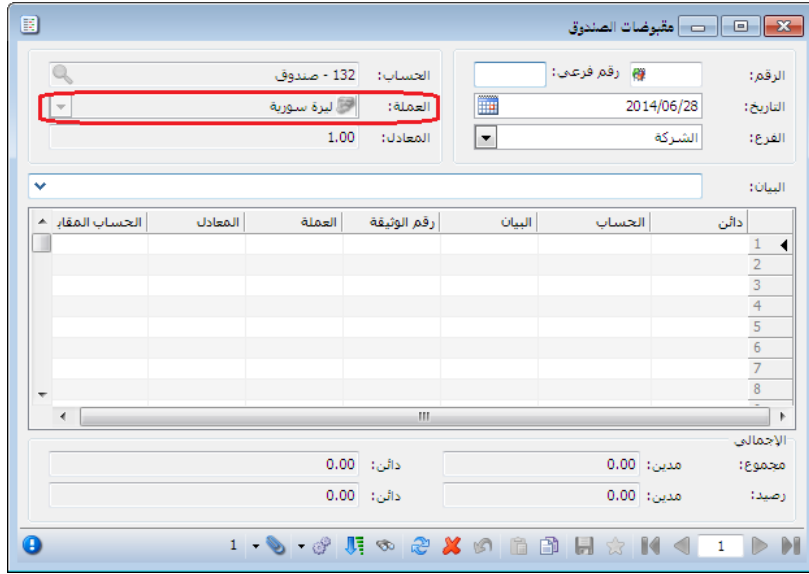 مقبوضات الصندوق
الرقم: رقم فرعي: الحساب: 132 - صندوق
التاريخ: 2014/06/28 العملة: ليرة سورية
الفرع: الشركة المعادل: 1.00
البيان:
دائن الحساب البيان رقم الوثيقة العملة المعادل الحساب المقابـ
1
2
3
4
5
6
7
8
الإجمالي
مجموع: مدين: 0.00 دائن: 0.00
رصيد: مدين: 0.00 دائن: 0.00
1 1